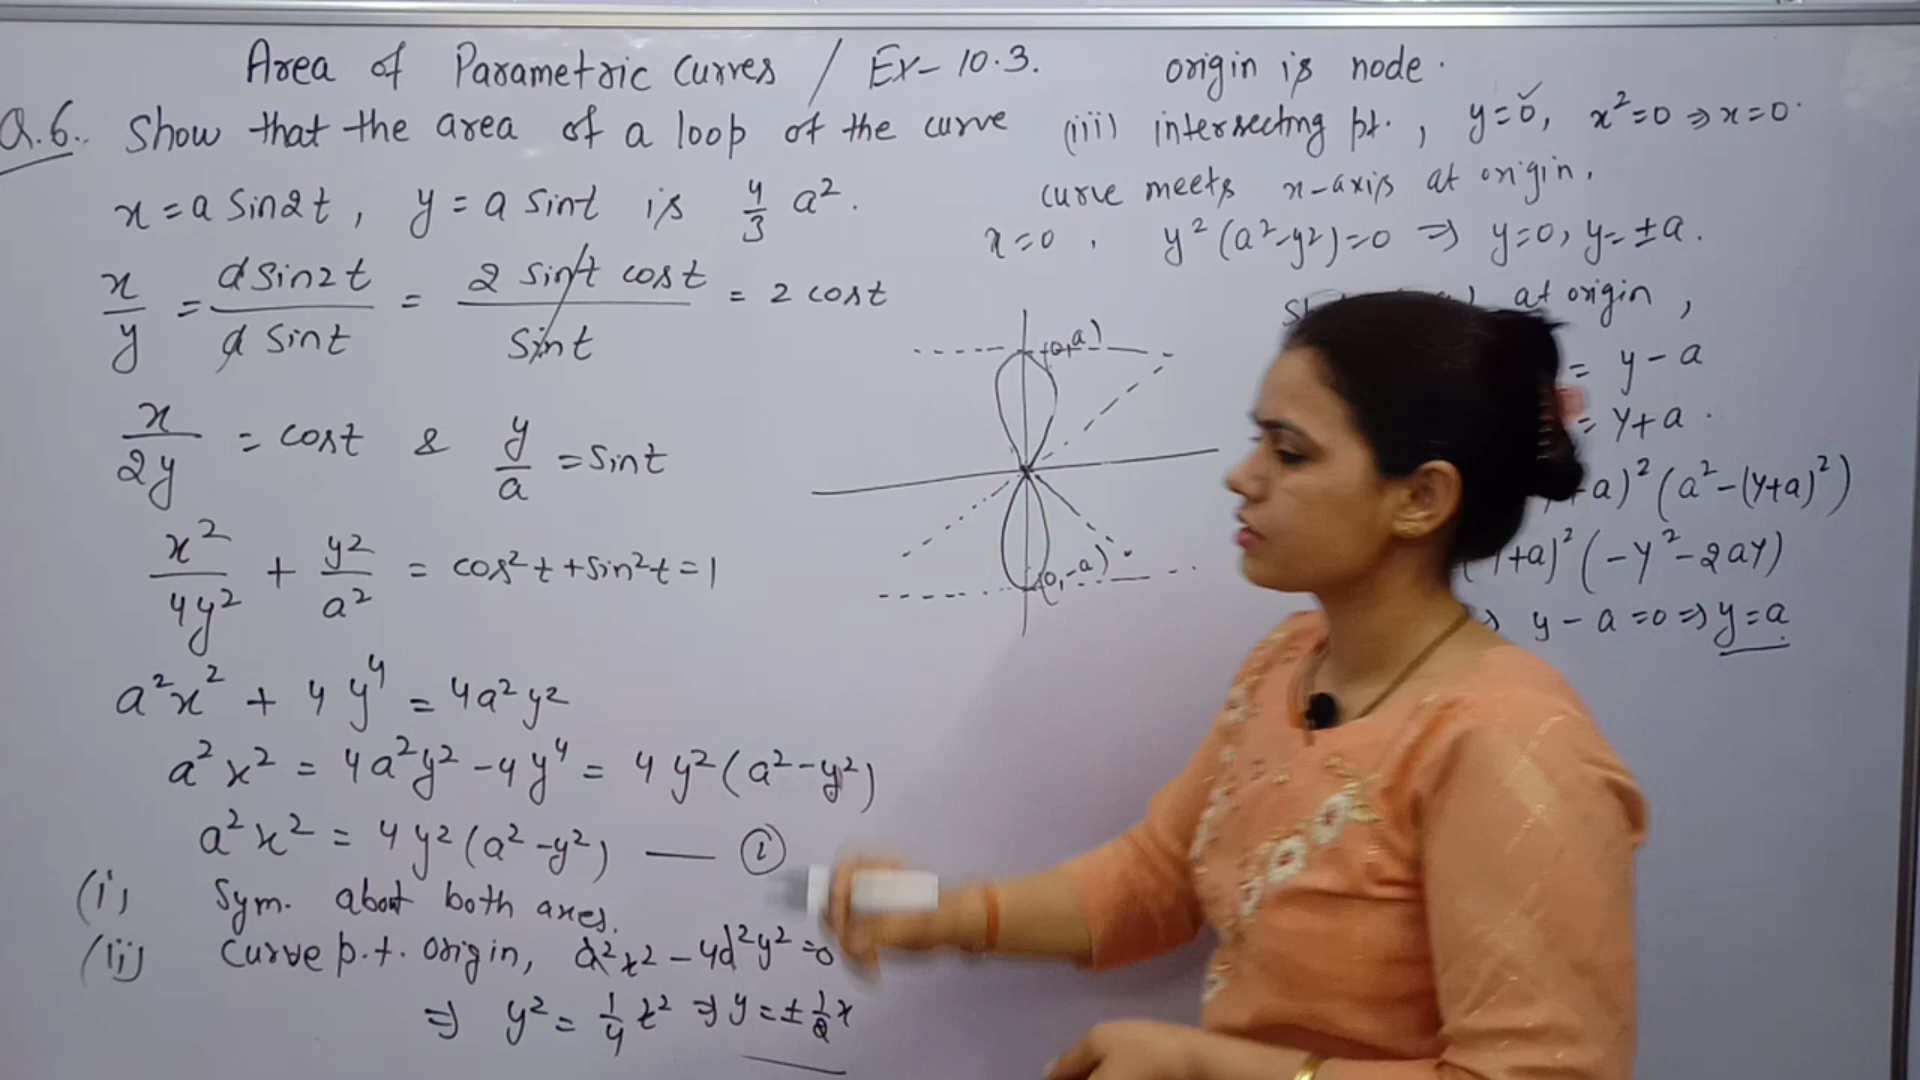 Area of Parametric Curves / Ex-10.3.
Q.6. Show that the area of a loop of the curve
x = a sin2t, y = a sint is 4/3 a².
x/y = a sin2t / a sint = 2 sint cost / sint = 2 cost
x/2y = cost & y/a = sint
x²/4y² + y²/a² = cos²t + sin²t = 1
a²x² + 4y⁴ = 4a²y²
a²x² = 4a²y² - 4y⁴ = 4y²(a² - y²)
a²x² = 4y²(a² - y²) — (i)
(i) Sym. about both axes.
(ii) Curve p.t. origin, a²x² - 4a²y² = 0
⇒ y² = 1/4 x² ⇒ y = ± 1/2 x
origin is node.
(iii) intersecting pt., y = 0, x² = 0 ⇒ x = 0.
curve meets x-axis at origin.
x = 0, y²(a² - y²) = 0 ⇒ y = 0, y = ±a.
at origin,
= y - a
= Y + a.
+a)² (a² - (Y+a)²)
+a)² (-Y² - 2aY)
y - a = 0 ⇒ y = a
(0, a)
(0, -a)